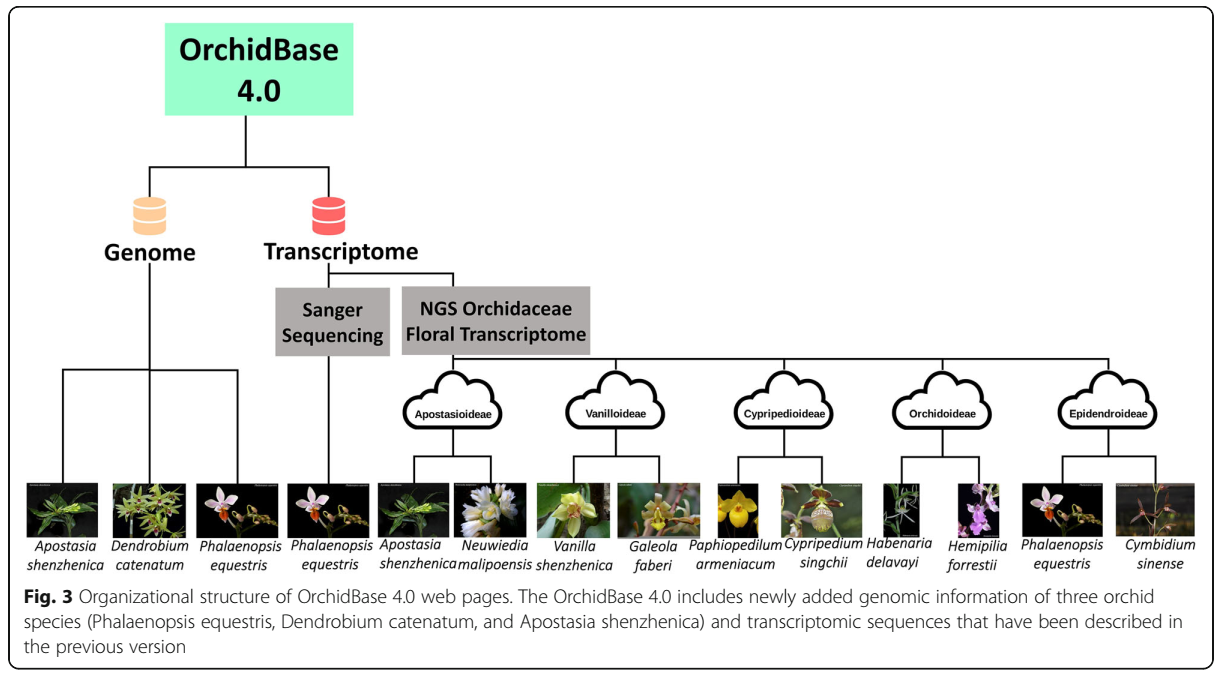 OrchidBase
4.0
Genome
Transcriptome
Sanger
Sequencing
NGS Orchidaceae
Floral Transcriptome
Apostasioideae
Vanilloideae
Cypripedioideae
Orchidoideae
Epidendroideae
Apostasia
shenzhenica
Dendrobium
catenatum
Phalaenopsis
equestris
Phalaenopsis
equestris
Apostasia
shenzhenica
Neuwiedia
malipoensis
Vanilla
shenzhenica
Galeola
faberi
Paphiopedilum
armeniacum
Cypripedium
singchii
Habenaria
delavayi
Hemipilia
forrestii
Phalaenopsis
equestris
Cymbidium
sinense
Fig. 3 Organizational structure of OrchidBase 4.0 web pages. The OrchidBase 4.0 includes newly added genomic information of three orchid
species (Phalaenopsis equestris, Dendrobium catenatum, and Apostasia shenzhenica) and transcriptomic sequences that have been described in
the previous version